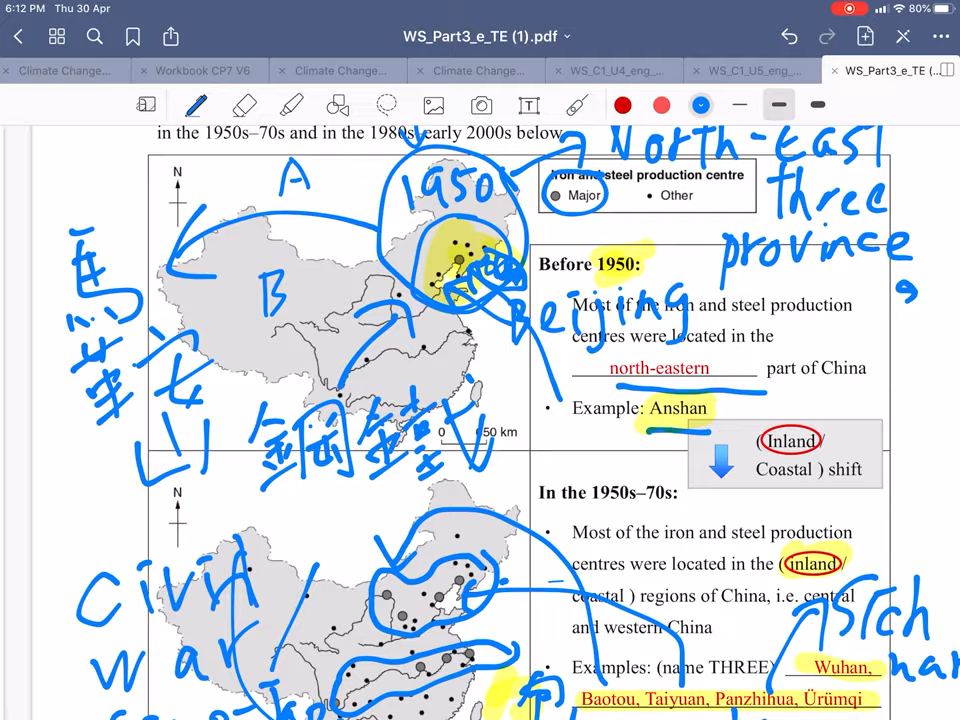 6:12 PM Thu 30 Apr
80%
WS_Part3_e_TE (1).pdf
Climate Change...
Workbook CP7 V6
Climate Change...
Climate Change...
WS_C1_U4_eng_...
WS_C1_U5_eng_...
WS_Part3_e_TE (...
in the 1950s–70s and in the 1980s–early 2000s below.
North-East
three
province
N
A
1950
Iron and steel production centre
Major
Other
B
Beijing
Before 1950:
Most of the iron and steel production
centres were located in the
north-eastern part of China
Example: Anshan
馬
鞍
山 鋼鐵
0 650 km
(Inland /
Coastal ) shift
N
In the 1950s–70s:
Most of the iron and steel production
centres were located in the (inland /
coastal ) regions of China, i.e. central
and western China
Civil
war
Examples: (name THREE) Wuhan,
Baotou, Taiyuan, Panzhihua, Ürümqi